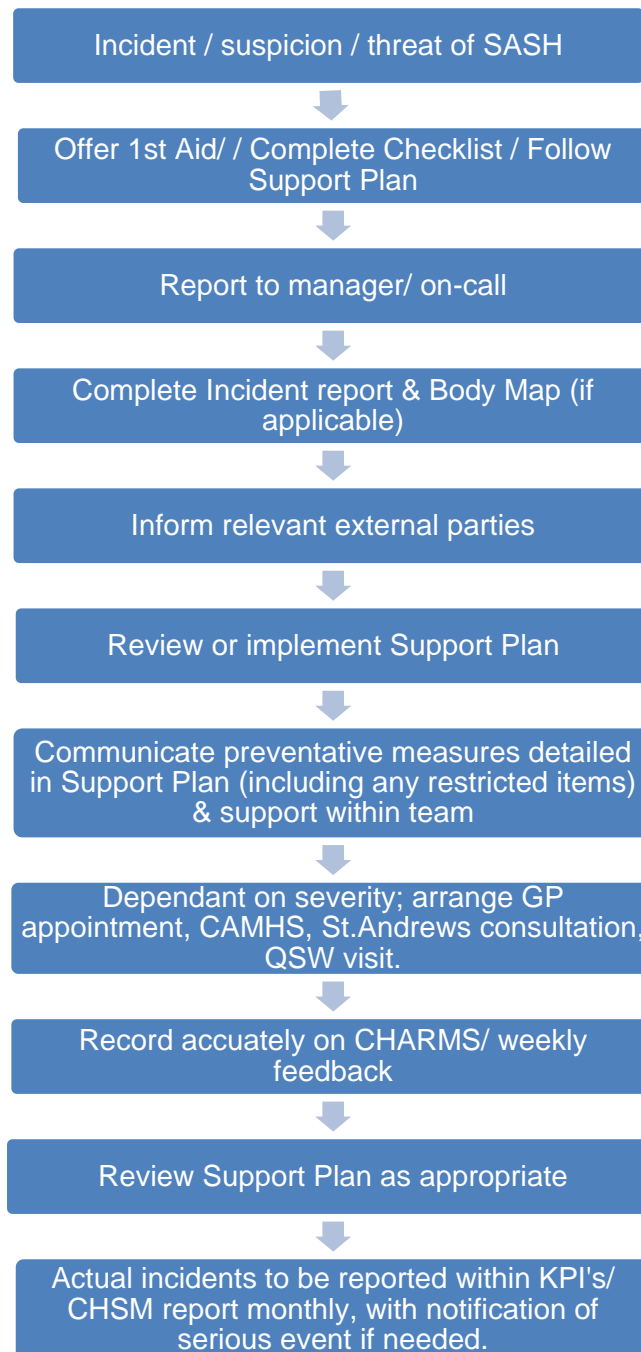 Incident / suspicion / threat of SASH
Offer 1st Aid/ / Complete Checklist / Follow
Support Plan
Report to manager/ on-call
Complete Incident report & Body Map (if
applicable)
Inform relevant external parties
Review or implement Support Plan
Communicate preventative measures detailed
in Support Plan (including any restricted items)
& support within team
Dependant on severity; arrange GP
appointment, CAMHS, St.Andrews consultation,
QSW visit.
Record accuately on CHARMS/ weekly
feedback
Review Support Plan as appropriate
Actual incidents to be reported within KPI's/
CHSM report monthly, with notification of
serious event if needed.